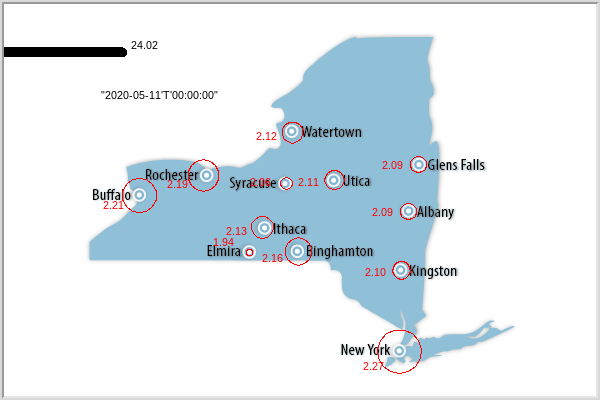 24.02
"2020-05-11'T'00:00:00"
2.12 Watertown
2.09 Glens Falls
Rochester
2.19
Syracuse
2.11 Utica
Buffalo
2.21
2.09 Albany
2.13 Ithaca
1.94
Elmira
2.16 Binghamton
2.10 Kingston
New York
2.27